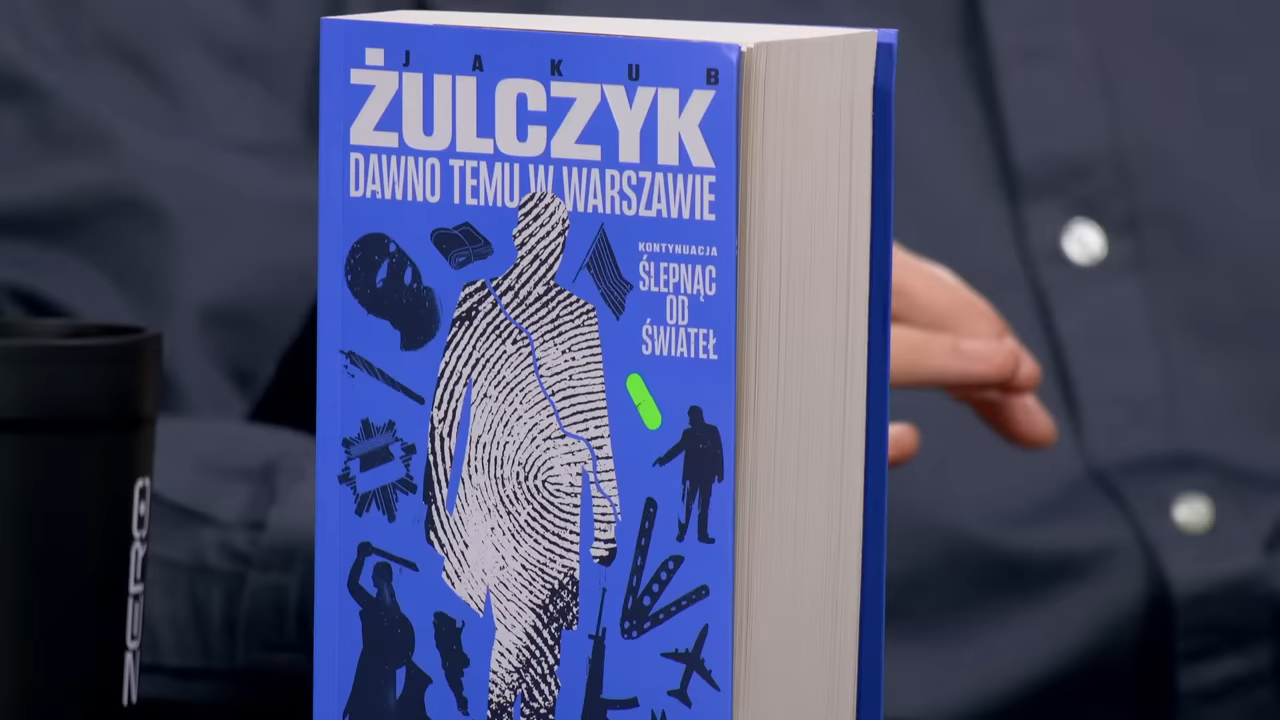 JAKUB
ŻULCZYK
DAWNO TEMU W WARSZAWIE
KONTYNUACJA
ŚLEPNĄC
OD
ŚWIATEŁ
ZERO